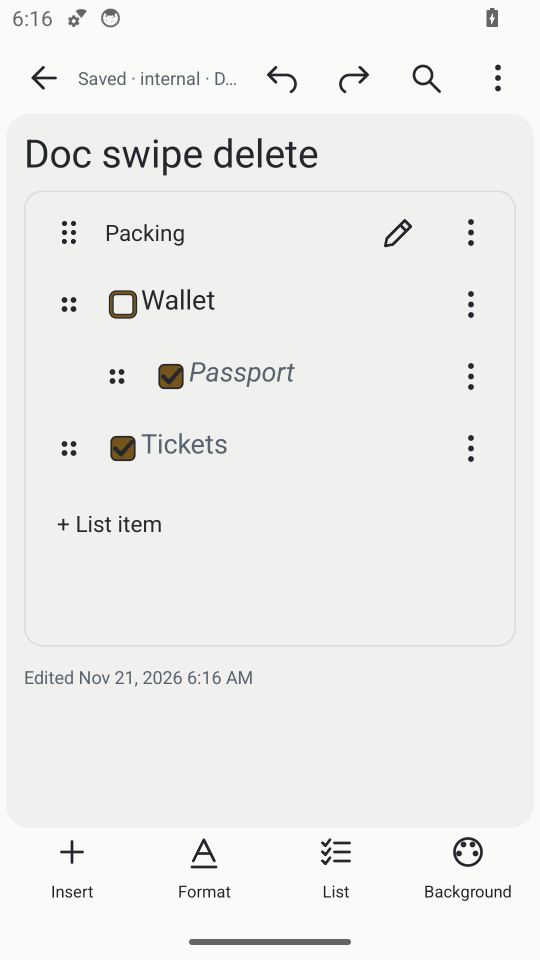 6:16
Saved · internal · D…
Doc swipe delete
Packing
Wallet
Passport
Tickets
+ List item
Edited Nov 21, 2026 6:16 AM
Insert
Format
List
Background